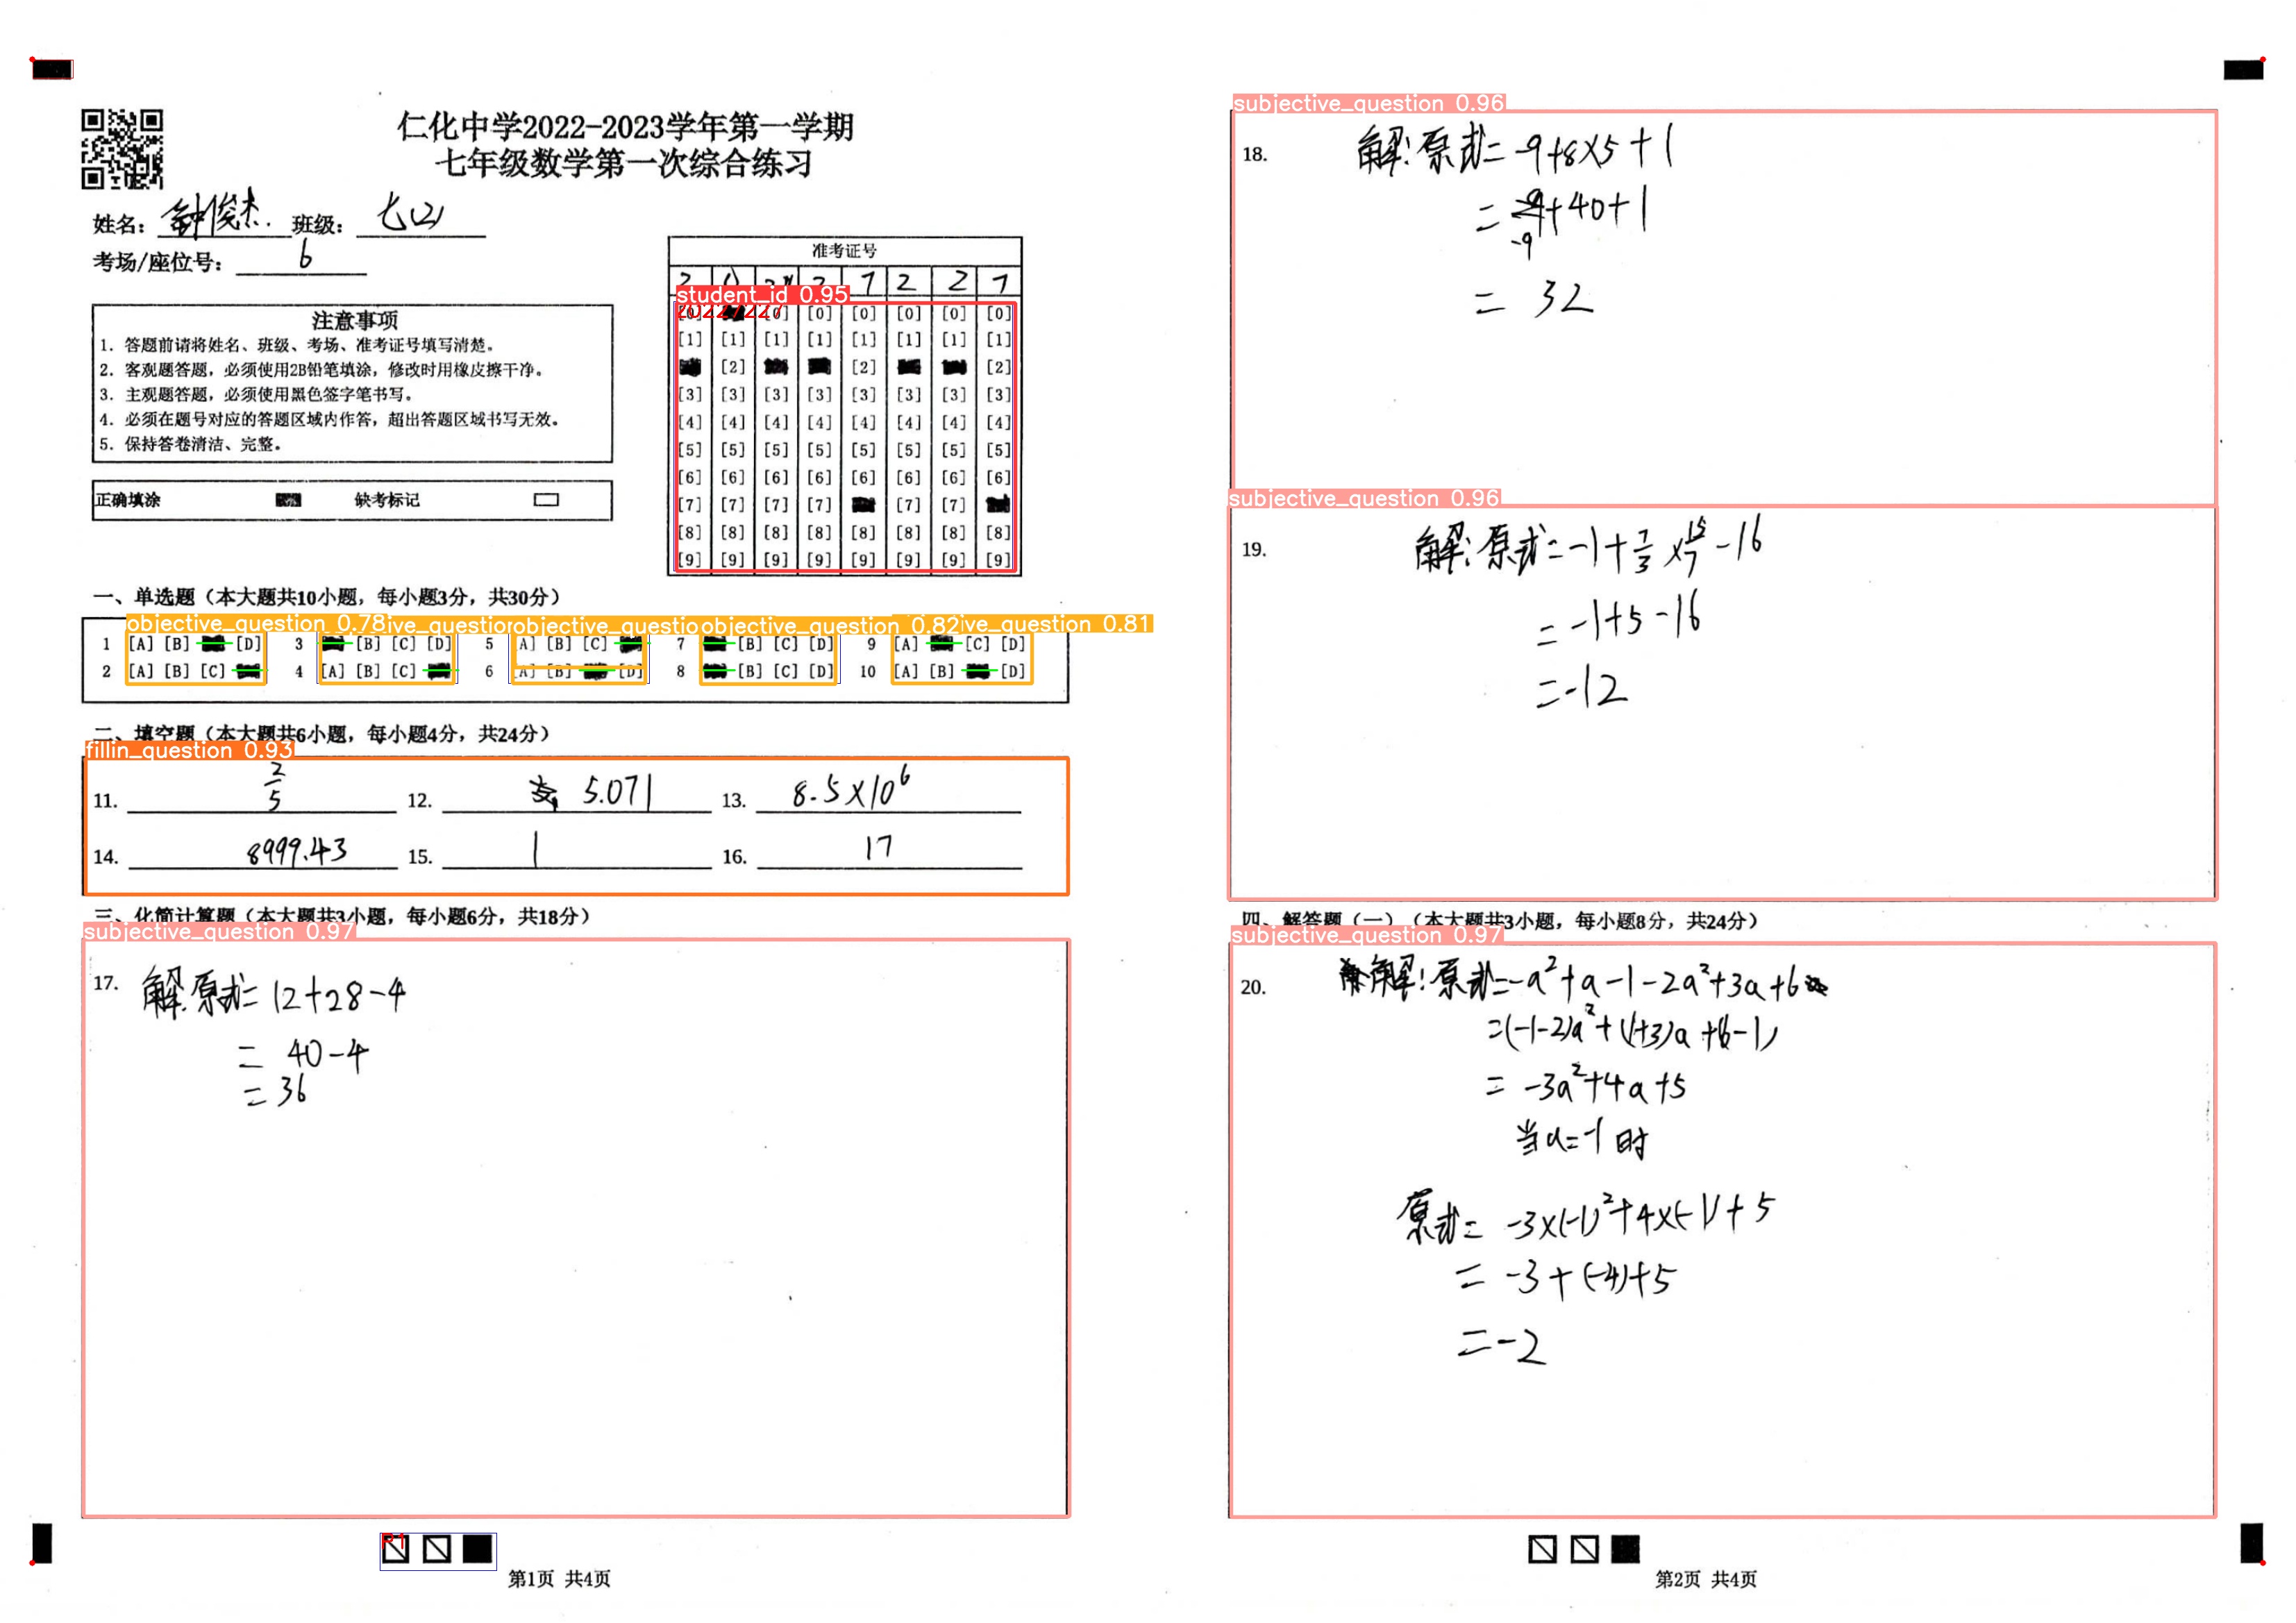 仁化中学2022-2023学年第一学期
七年级数学第一次综合练习
姓名: 钟俊杰. 班级: 七(2)
考场/座位号: 6
准考证号
2 0 2 2 7 2 2 7
student_id 0.95
20227227
[0] [0] [0] [0] [0] [0] [0]
[1] [1] [1] [1] [1] [1] [1] [1]
[2] [2] [2]
[3] [3] [3] [3] [3] [3] [3] [3]
[4] [4] [4] [4] [4] [4] [4] [4]
[5] [5] [5] [5] [5] [5] [5] [5]
[6] [6] [6] [6] [6] [6] [6] [6]
[7] [7] [7] [7] [7] [7]
[8] [8] [8] [8] [8] [8] [8] [8]
[9] [9] [9] [9] [9] [9] [9] [9]
注意事项
1. 答题前请将姓名、班级、考场、准考证号填写清楚。
2. 客观题答题，必须使用2B铅笔填涂，修改时用橡皮擦干净。
3. 主观题答题，必须使用黑色签字笔书写。
4. 必须在题号对应的答题区域内作答，超出答题区域书写无效。
5. 保持答卷清洁、完整。
正确填涂 缺考标记
一、单选题（本大题共10小题，每小题3分，共30分）
objective_question 0.78 ive_question objective_question objective_question 0.82 ive_question 0.81
1 [A] [B] [D] 3 [B] [C] [D] 5 [A] [B] [C] 7 [B] [C] [D] 9 [A] [C] [D]
2 [A] [B] [C] 4 [A] [B] [C] 6 [A] [B] [D] 8 [B] [C] [D] 10 [A] [B] [D]
二、填空题（本大题共6小题，每小题4分，共24分）
fillin_question 0.93
11. 2/5 12. 5.071 13. 8.5×10⁶
14. 8999.43 15. 1 16. 17
三、化简计算题（本大题共3小题，每小题6分，共18分）
subjective_question 0.97
17. 解:原式=12+28-4
= 40-4
=36
P1
第1页 共4页
subjective_question 0.96
18. 解:原式=-9+8×5+1
=-9+40+1
= 32
subjective_question 0.96
19. 解:原式=-1+7/3×15/7-16
=-1+5-16
=-12
四、解答题（一）（本大题共3小题，每小题8分，共24分）
subjective_question 0.97
20. 解:原式=-a²+a-1-2a²+3a+6
=(-1-2)a²+(1+3)a+(6-1)
= -3a²+4a+5
当a=-1时
原式= -3×(-1)²+4×(-1)+5
= -3+(-4)+5
=-2
第2页 共4页